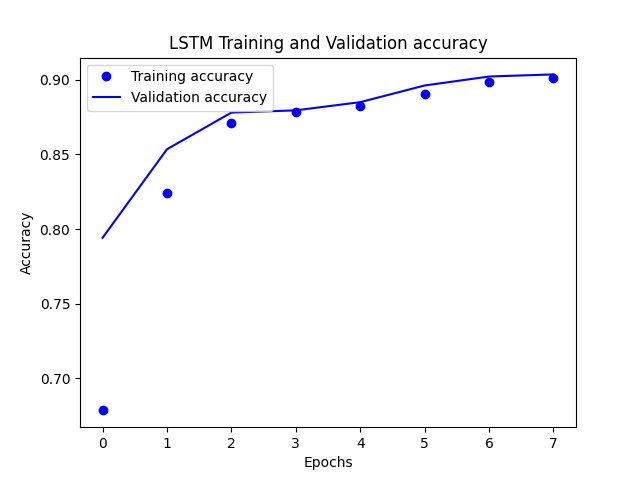 LSTM Training and Validation accuracy
Training accuracy
Validation accuracy
0.90
0.85
0.80
0.75
0.70
Accuracy
0 1 2 3 4 5 6 7
Epochs